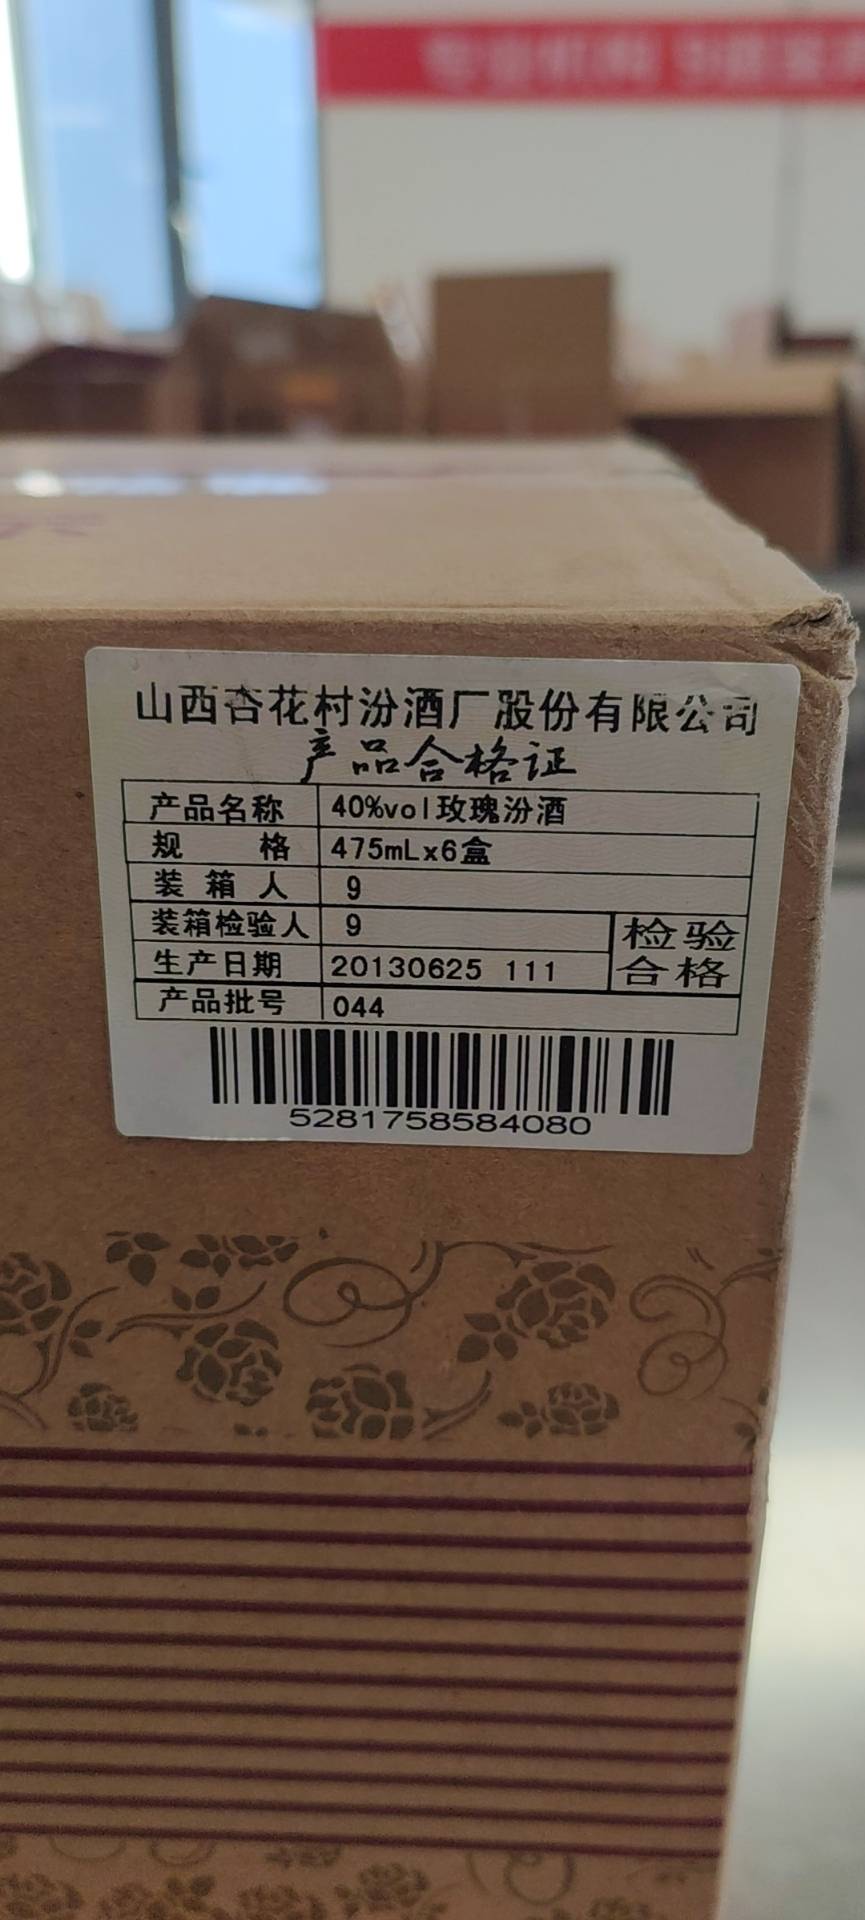 山西杏花村汾酒厂股份有限公司
产品合格证
产品名称 40%vol玫瑰汾酒
规 格 475mLx6盒
装 箱 人 9
装箱检验人 9
检验
合格
生产日期 20130625 111
产品批号 044
5281758584080